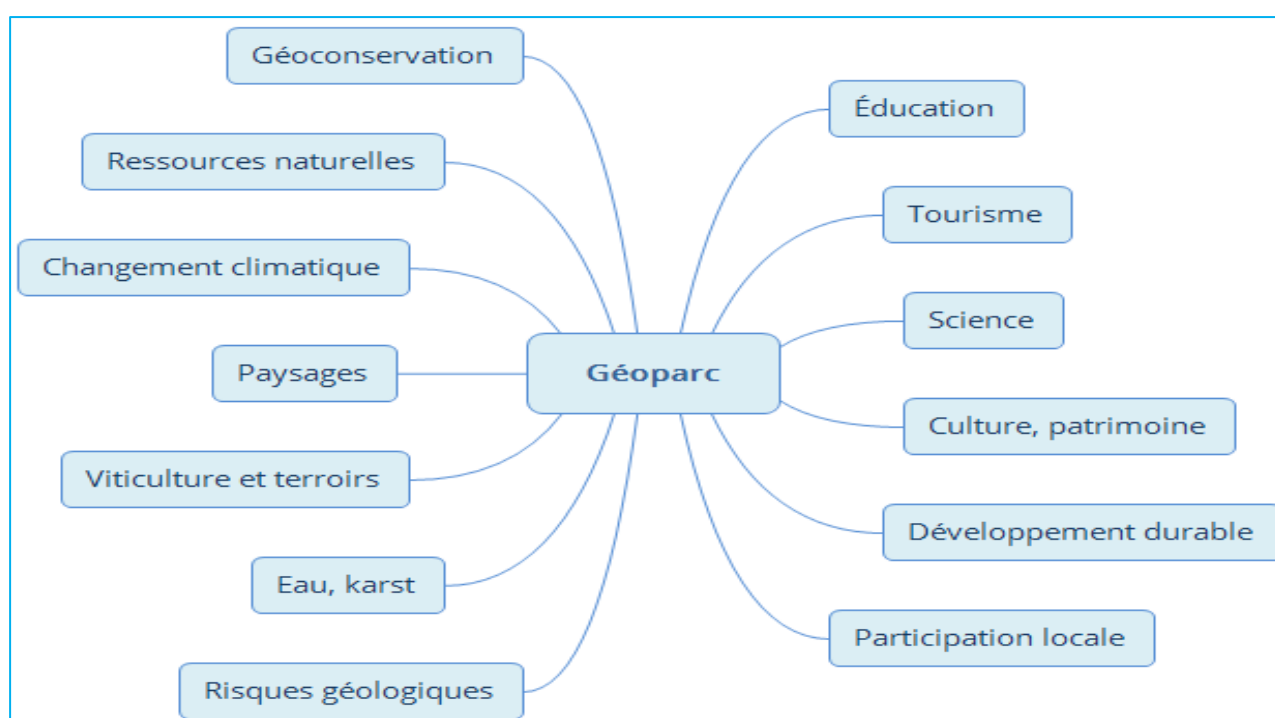 Géoconservation
Ressources naturelles
Changement climatique
Paysages
Viticulture et terroirs
Eau, karst
Risques géologiques
Géoparc
Éducation
Tourisme
Science
Culture, patrimoine
Développement durable
Participation locale